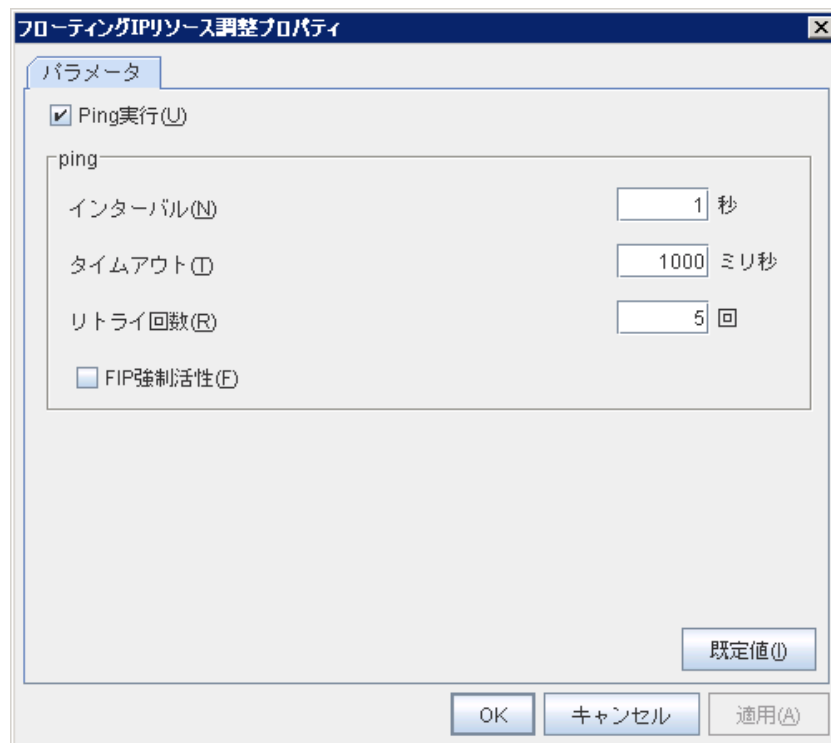 フローティングIPリソース調整プロパティ
パラメータ
Ping実行(U)
ping
インターバル(N) 1 秒
タイムアウト(T) 1000 ミリ秒
リトライ回数(R) 5 回
FIP強制活性(F)
既定値(I)
OK キャンセル 適用(A)